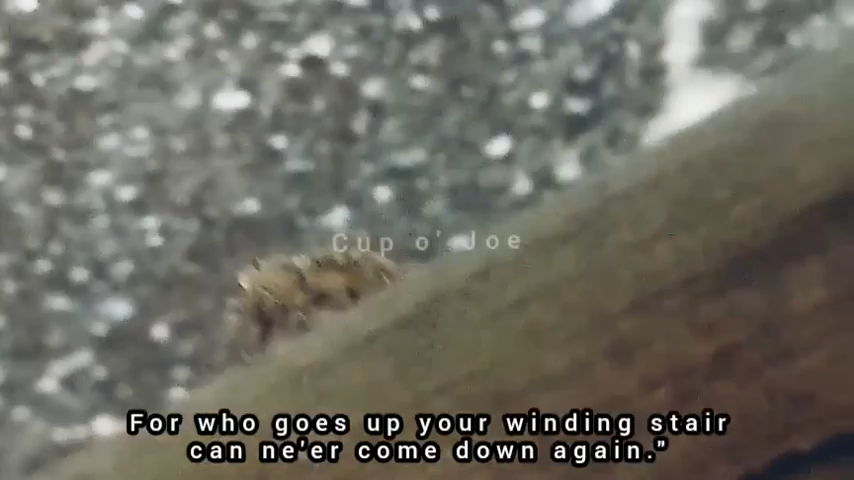 Cup o' Joe
For who goes up your winding stair
can ne'er come down again."